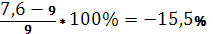 7,6 − 9
9
* 100% = −15,5%